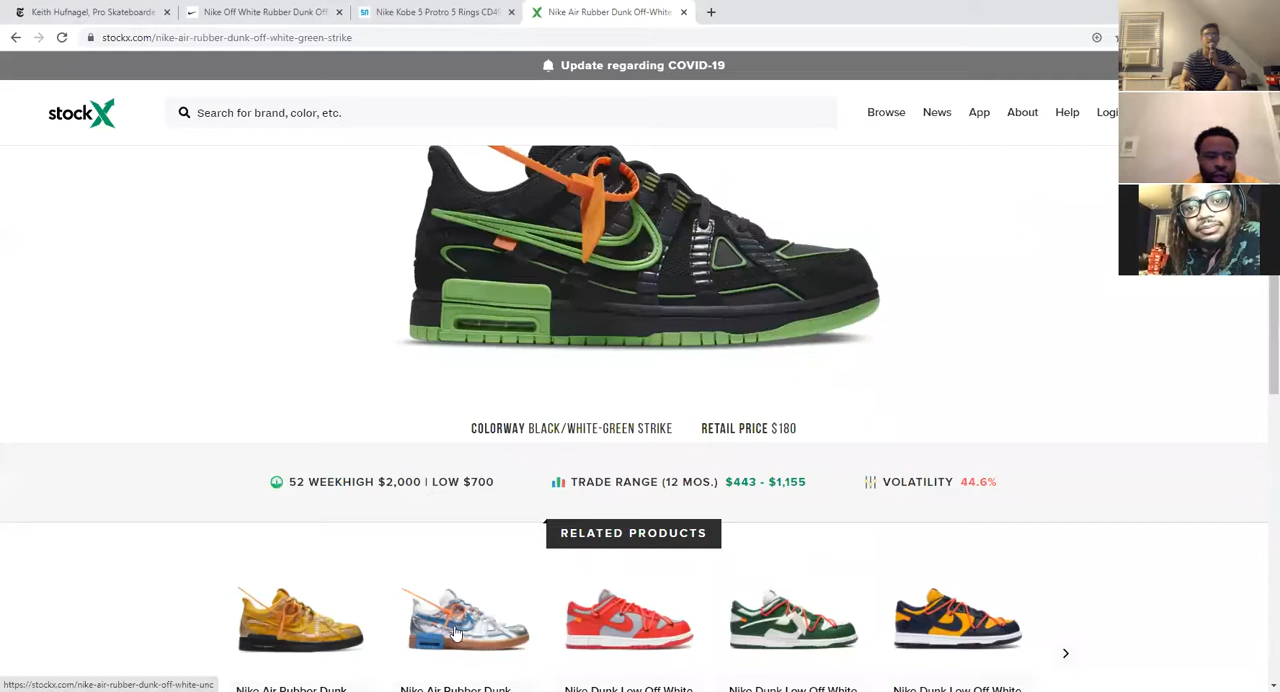 Keith Hufnagel, Pro Skateboarde
Nike Off White Rubber Dunk Off
Nike Kobe 5 Protro 5 Rings CD4
Nike Air Rubber Dunk Off-White
stockx.com/nike-air-rubber-dunk-off-white-green-strike
Update regarding COVID-19
stockX
Search for brand, color, etc.
Browse News App About Help Logi
COLORWAY BLACK/WHITE-GREEN STRIKE RETAIL PRICE $180
52 WEEKHIGH $2,000 | LOW $700 TRADE RANGE (12 MOS.) $443 - $1,155 VOLATILITY 44.6%
RELATED PRODUCTS
https://stockx.com/nike-air-rubber-dunk-off-white-unc
Nike Air Rubber Dunk Nike Air Rubber Dunk Nike Dunk Low Off White Nike Dunk Low Off White Nike Dunk Low Off White